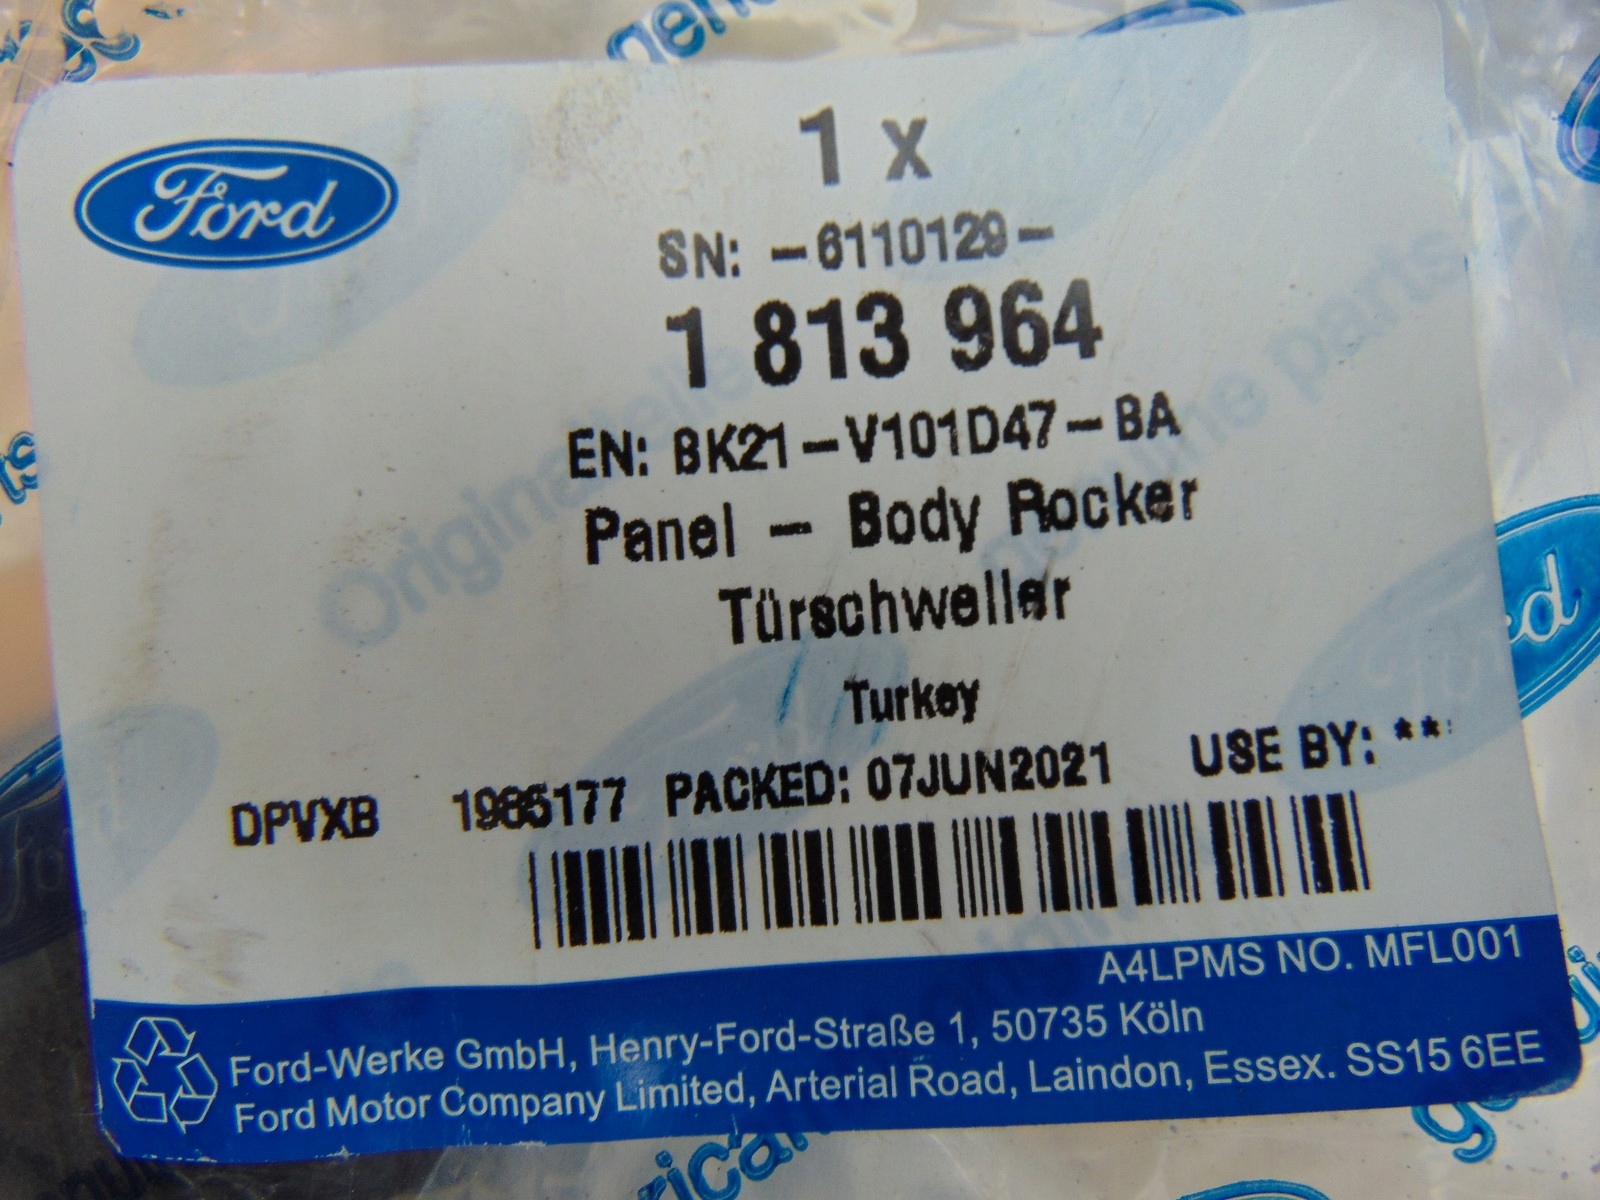 Ford
1 x
SN: -6110129-
1 813 964
EN: BK21-V101D47-BA
Panel - Body Rocker
Türschweller
Turkey
DPVXB 1985177 PACKED: 07JUN2021 USE BY: **
A4LPMS NO. MFL001
Ford-Werke GmbH, Henry-Ford-Straße 1, 50735 Köln
Ford Motor Company Limited, Arterial Road, Laindon, Essex. SS15 6EE